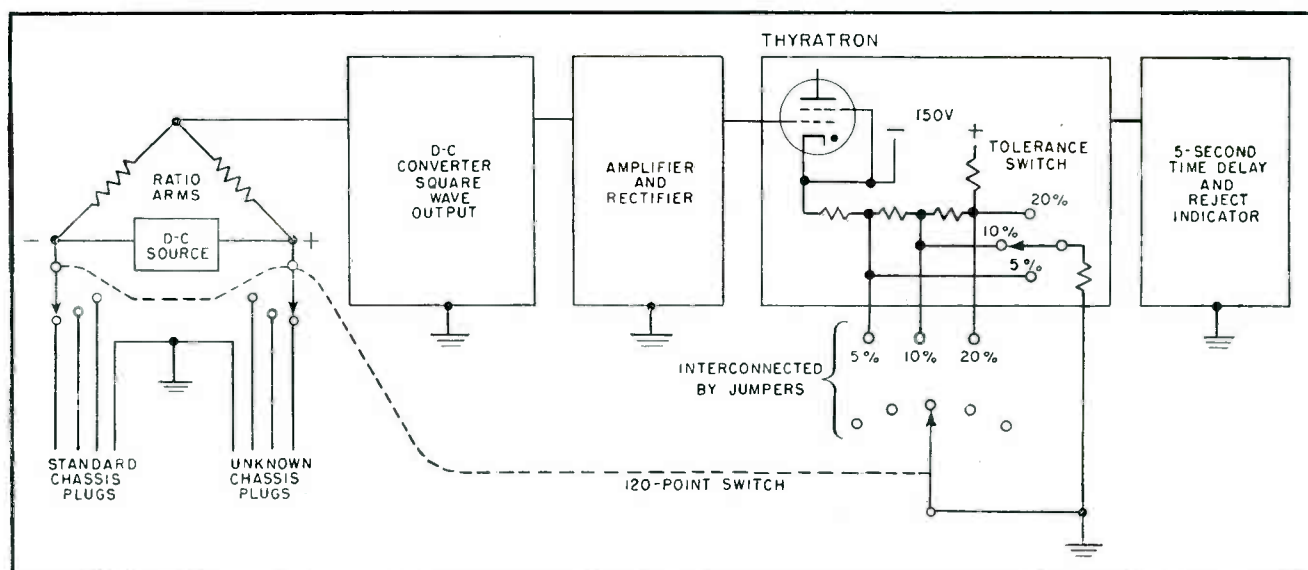 THYRATRON
RATIO
ARMS
-
D-C
SOURCE
+
D-C
CONVERTER
SQUARE
WAVE
OUTPUT
AMPLIFIER
AND
RECTIFIER
-
150V
+
TOLERANCE
SWITCH
20%
10%
5%
5-SECOND
TIME DELAY
AND
REJECT
INDICATOR
5%
10%
20%
INTERCONNECTED
BY JUMPERS
STANDARD
CHASSIS
PLUGS
UNKNOWN
CHASSIS
PLUGS
120-POINT SWITCH